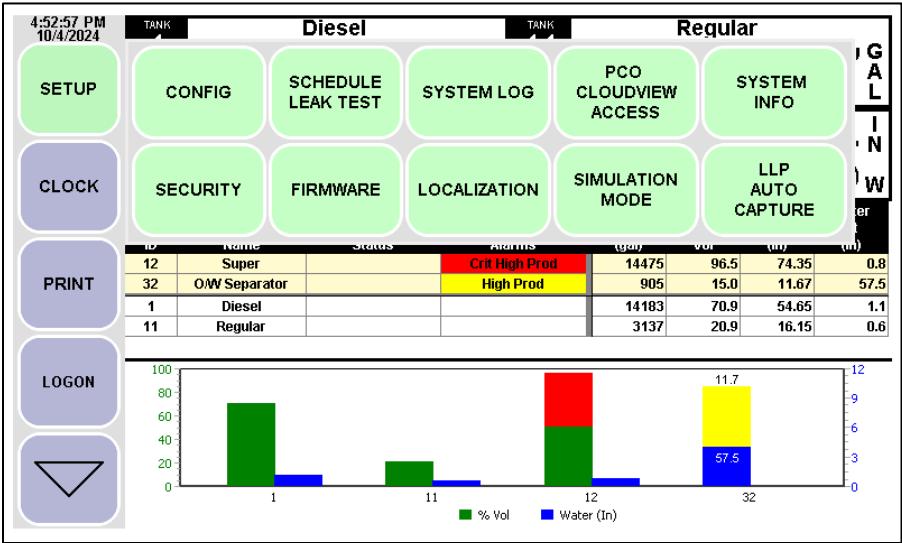 4:52:57 PM
10/4/2024
TANK
Diesel
TANK
Regular
SETUP
CONFIG
SCHEDULE
LEAK TEST
SYSTEM LOG
PCO
CLOUDVIEW
ACCESS
SYSTEM
INFO
G
A
L
I
N
CLOCK
SECURITY
FIRMWARE
LOCALIZATION
SIMULATION
MODE
LLP
AUTO
CAPTURE
W
ID Name Status Alarms (gal) Vol (in) (in)
12 Super Crit High Prod 14475 96.5 74.35 0.8
32 O/W Separator High Prod 905 15.0 11.67 57.5
1 Diesel 14183 70.9 54.65 1.1
11 Regular 3137 20.9 16.15 0.6
PRINT
LOGON
100
80
60
40
20
0
11.7
57.5
12
9
6
3
0
1 11 12 32
% Vol Water (In)